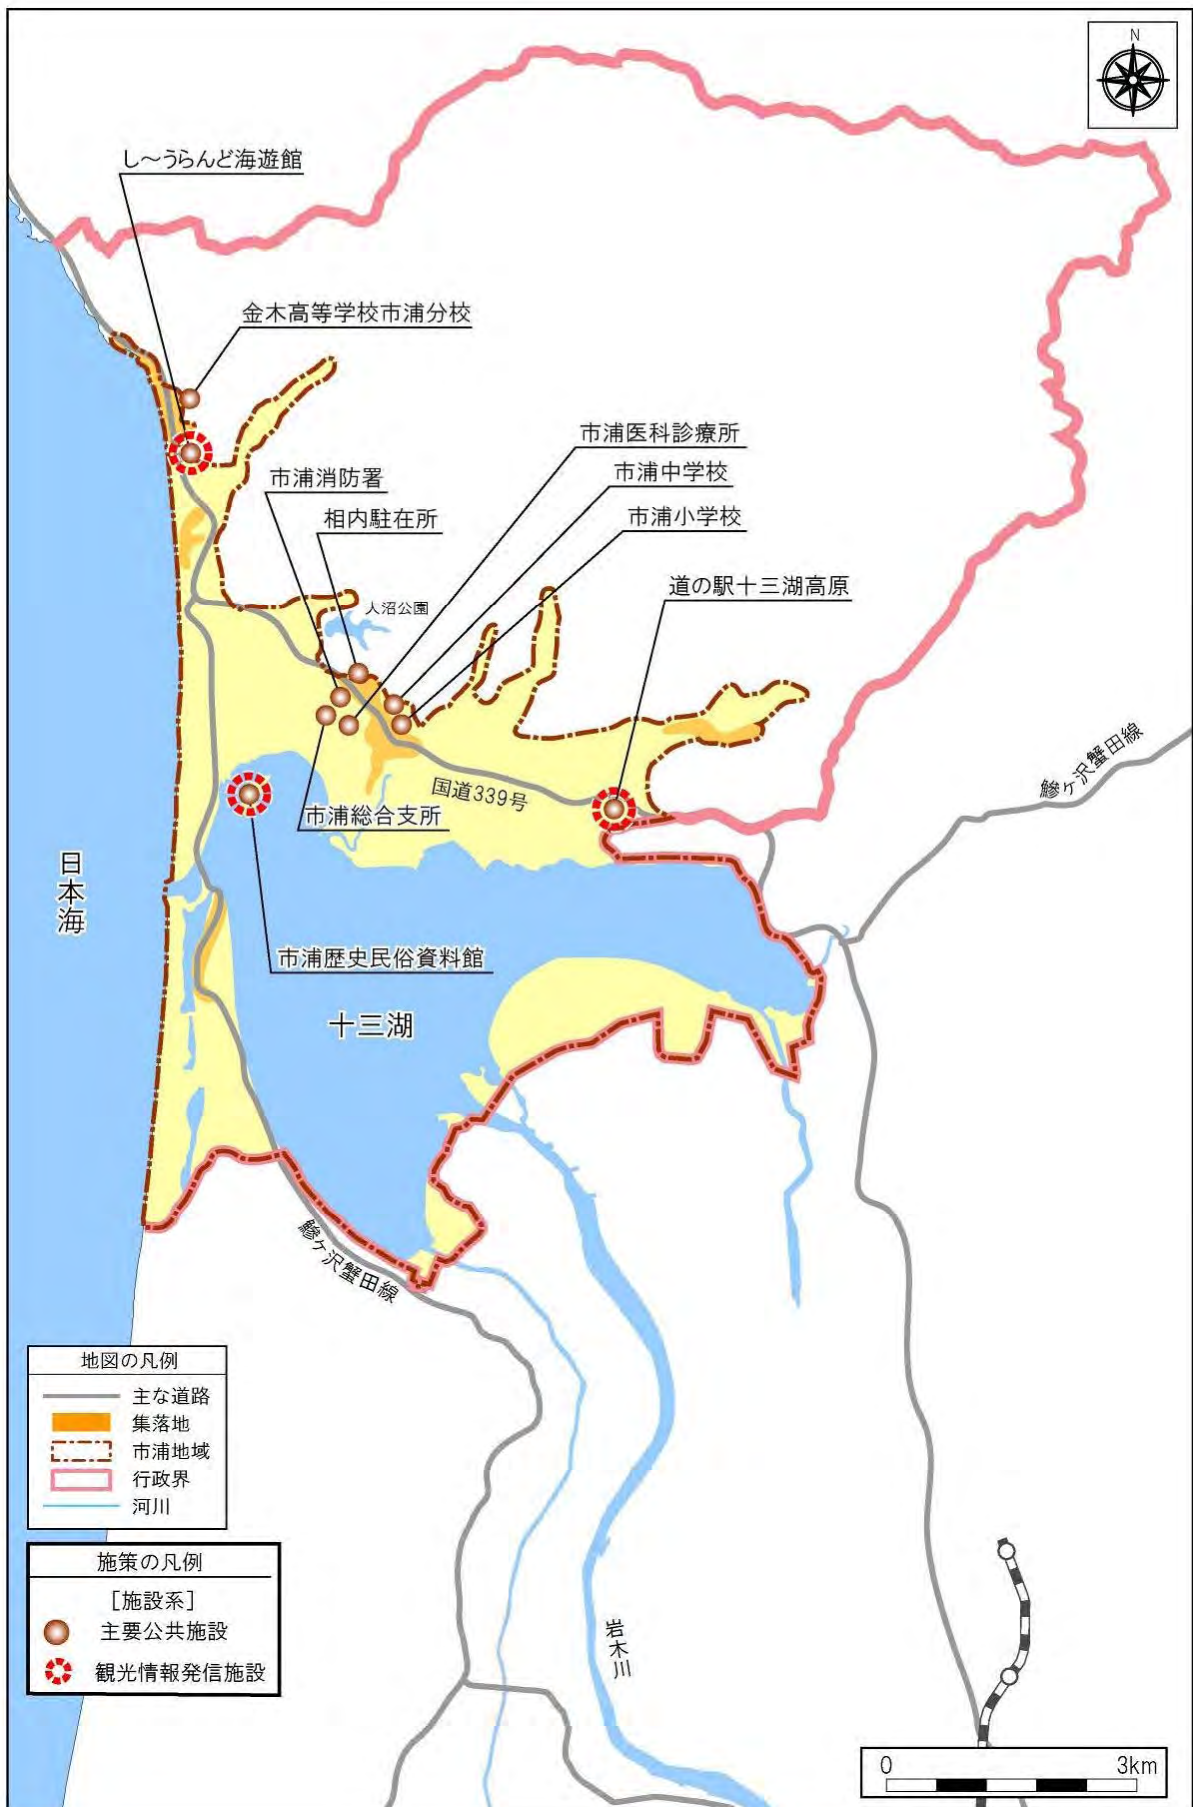 N
し～うらんど海遊館
金木高等学校市浦分校
市浦医科診療所
市浦消防署
市浦中学校
相内駐在所
市浦小学校
道の駅十三湖高原
人沼公園
鰺ヶ沢蟹田線
国道339号
市浦総合支所
日本海
市浦歴史民俗資料館
十三湖
鰺ヶ沢蟹田線
地図の凡例
主な道路
集落地
市浦地域
行政界
河川
施策の凡例
［施設系］
主要公共施設
観光情報発信施設
岩木川
0 3km